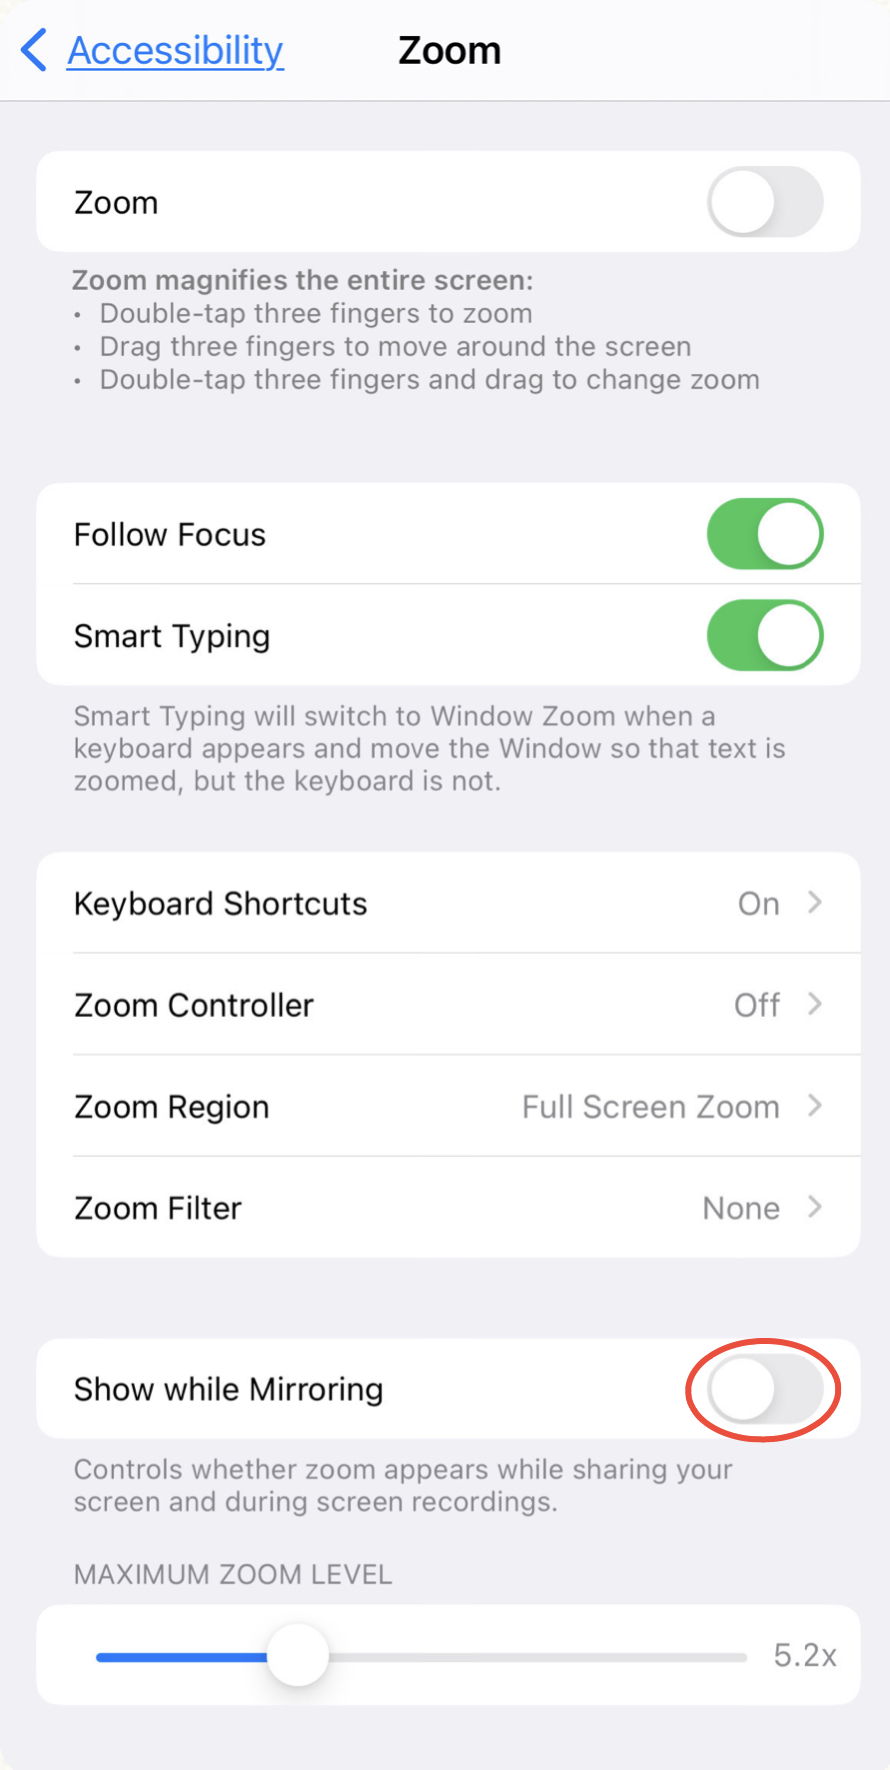 Accessibility
Zoom
Zoom
Zoom magnifies the entire screen:
• Double-tap three fingers to zoom
• Drag three fingers to move around the screen
• Double-tap three fingers and drag to change zoom
Follow Focus
Smart Typing
Smart Typing will switch to Window Zoom when a
keyboard appears and move the Window so that text is
zoomed, but the keyboard is not.
Keyboard Shortcuts On
Zoom Controller Off
Zoom Region Full Screen Zoom
Zoom Filter None
Show while Mirroring
Controls whether zoom appears while sharing your
screen and during screen recordings.
MAXIMUM ZOOM LEVEL
5.2x